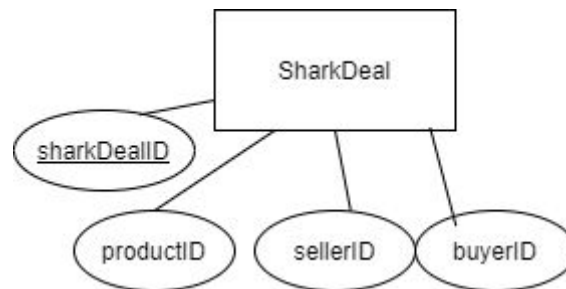 SharkDeal
sharkDealID
productID
sellerID
buyerID